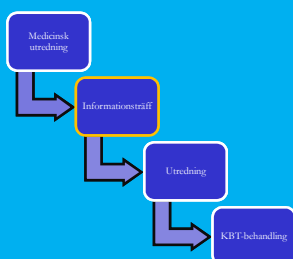 Medicinsk
utredning
Informationsträff
Utredning
KBT-behandling